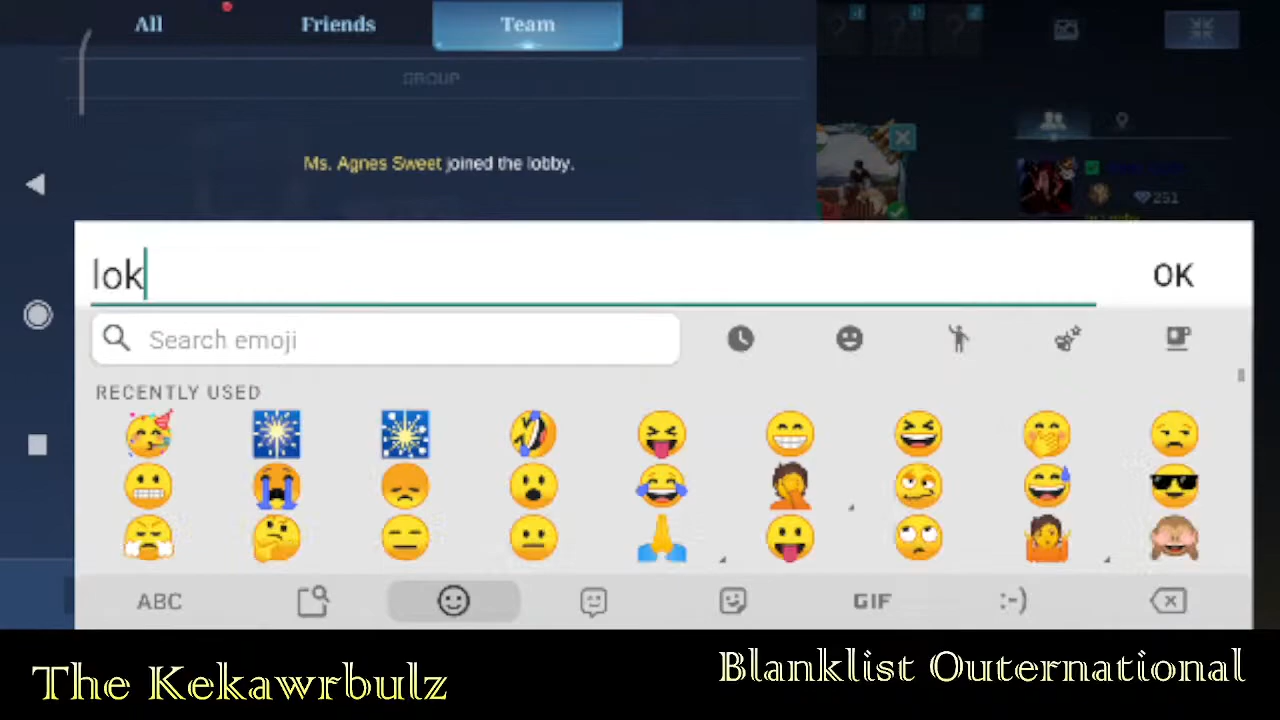 All Friends Team
GROUP
Ms. Agnes Sweet joined the lobby.
251
lok
OK
Search emoji
RECENTLY USED
ABC GIF :-)
The Kekawrbulz
Blanklist Outernational